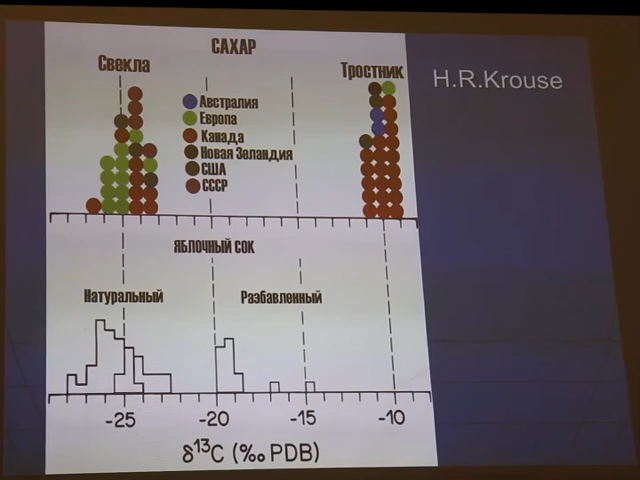 САХАР
Свекла
Тростник
H.R.Krouse
Австралия
Европа
Канада
Новая Зеландия
США
СССР
ЯБЛОЧНЫЙ СОК
Натуральный
Разбавленный
-25
-20
-15
-10
δ¹³C (‰ PDB)